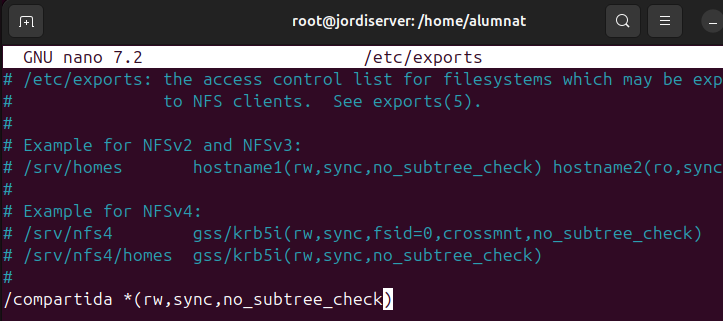 root@jordiserver: /home/alumnat
GNU nano 7.2 /etc/exports
# /etc/exports: the access control list for filesystems which may be exp
# to NFS clients. See exports(5).
#
# Example for NFSv2 and NFSv3:
# /srv/homes hostname1(rw,sync,no_subtree_check) hostname2(ro,sync
#
# Example for NFSv4:
# /srv/nfs4 gss/krb5i(rw,sync,fsid=0,crossmnt,no_subtree_check)
# /srv/nfs4/homes gss/krb5i(rw,sync,no_subtree_check)
#
/compartida *(rw,sync,no_subtree_check)